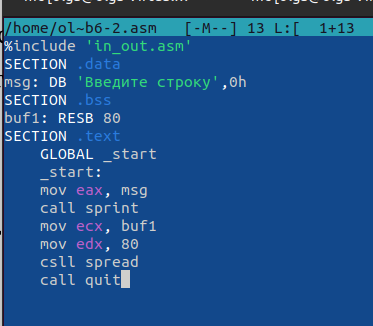 /home/ol~b6-2.asm   [-M--] 13 L:[  1+13
%include 'in_out.asm'
SECTION .data
msg: DB 'Введите строку',0h
SECTION .bss
buf1: RESB 80
SECTION .text
    GLOBAL _start
    _start:
    mov eax, msg
    call sprint
    mov ecx, buf1
    mov edx, 80
    csll spread
    call quit